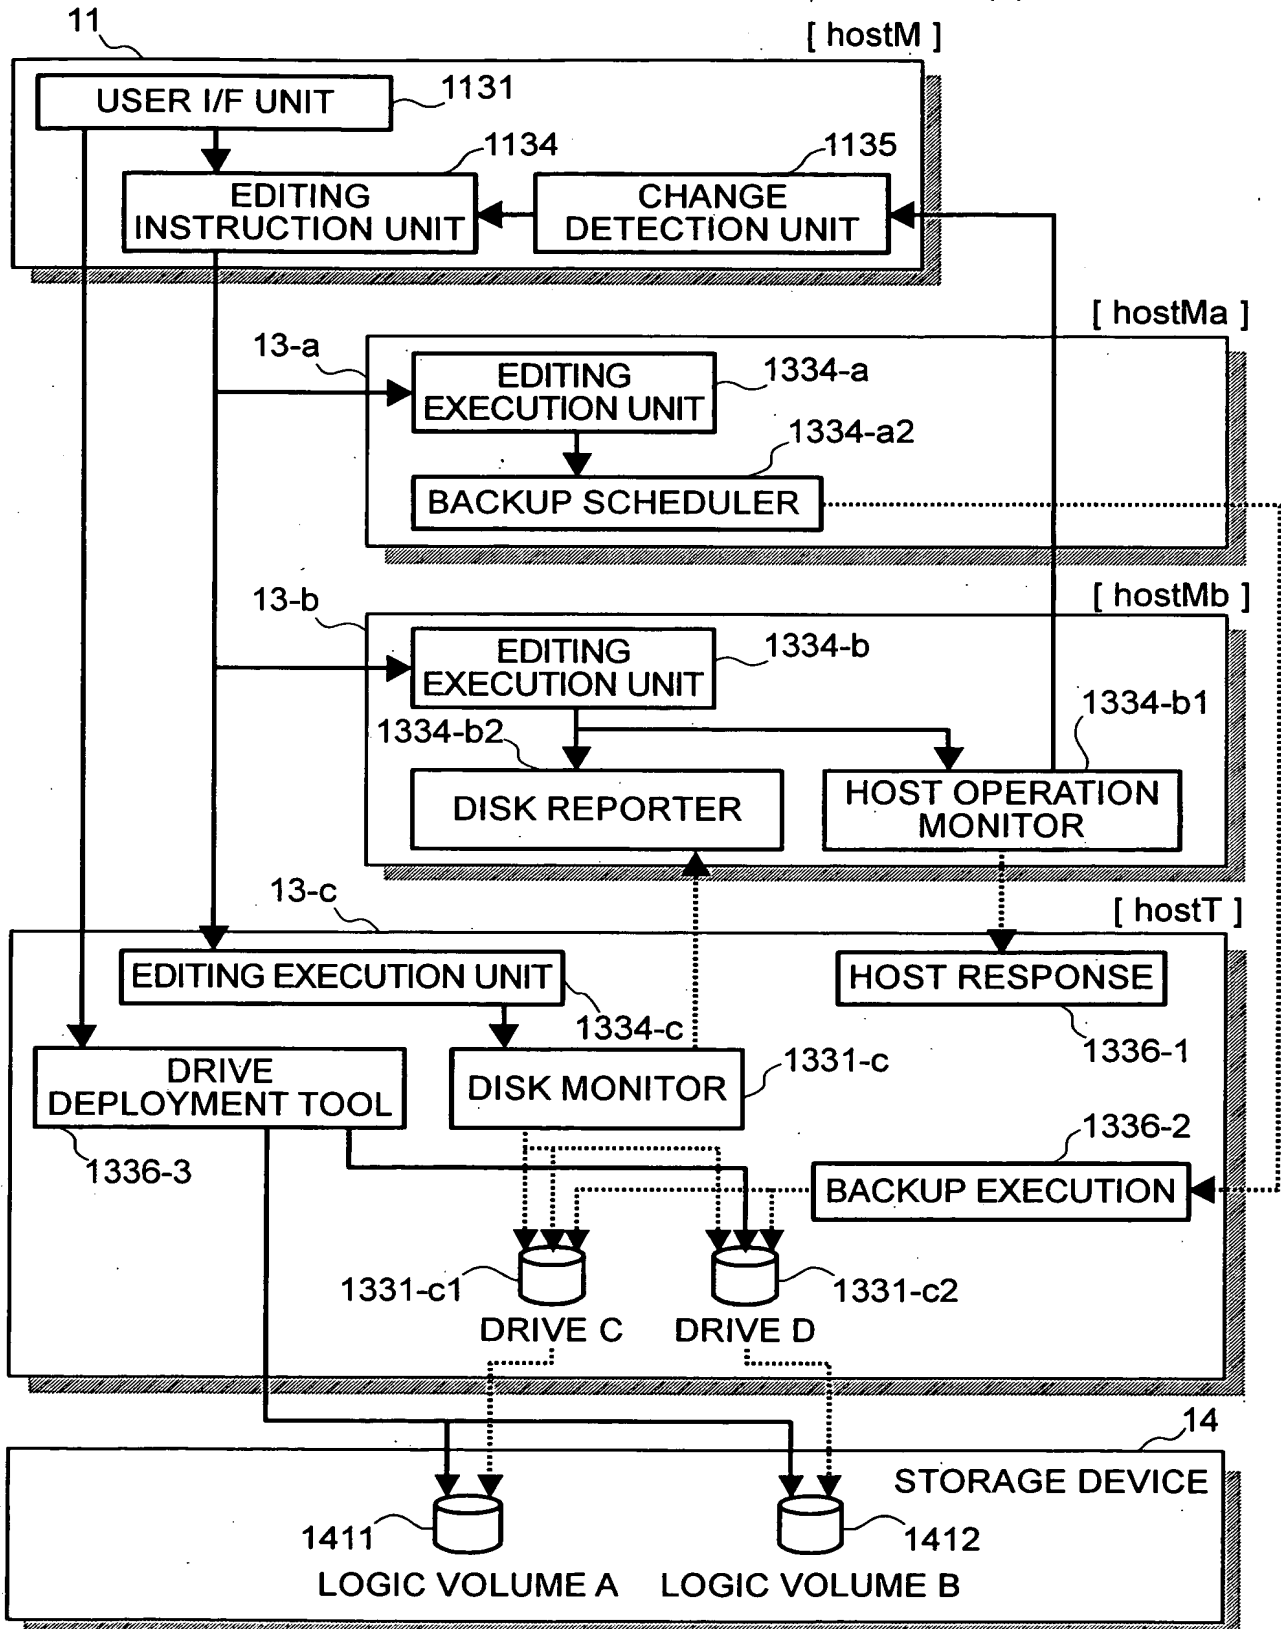 11
[ hostM ]
USER I/F UNIT
1131
1134
1135
EDITING
INSTRUCTION UNIT
CHANGE
DETECTION UNIT
[ hostMa ]
13-a
EDITING
EXECUTION UNIT
1334-a
1334-a2
BACKUP SCHEDULER
[ hostMb ]
13-b
EDITING
EXECUTION UNIT
1334-b
1334-b2
1334-b1
DISK REPORTER
HOST OPERATION
MONITOR
13-c
[ hostT ]
EDITING EXECUTION UNIT
HOST RESPONSE
1334-c
1336-1
DRIVE
DEPLOYMENT TOOL
DISK MONITOR
1331-c
1336-3
1336-2
BACKUP EXECUTION
1331-c1
1331-c2
DRIVE C
DRIVE D
14
STORAGE DEVICE
1411
1412
LOGIC VOLUME A
LOGIC VOLUME B